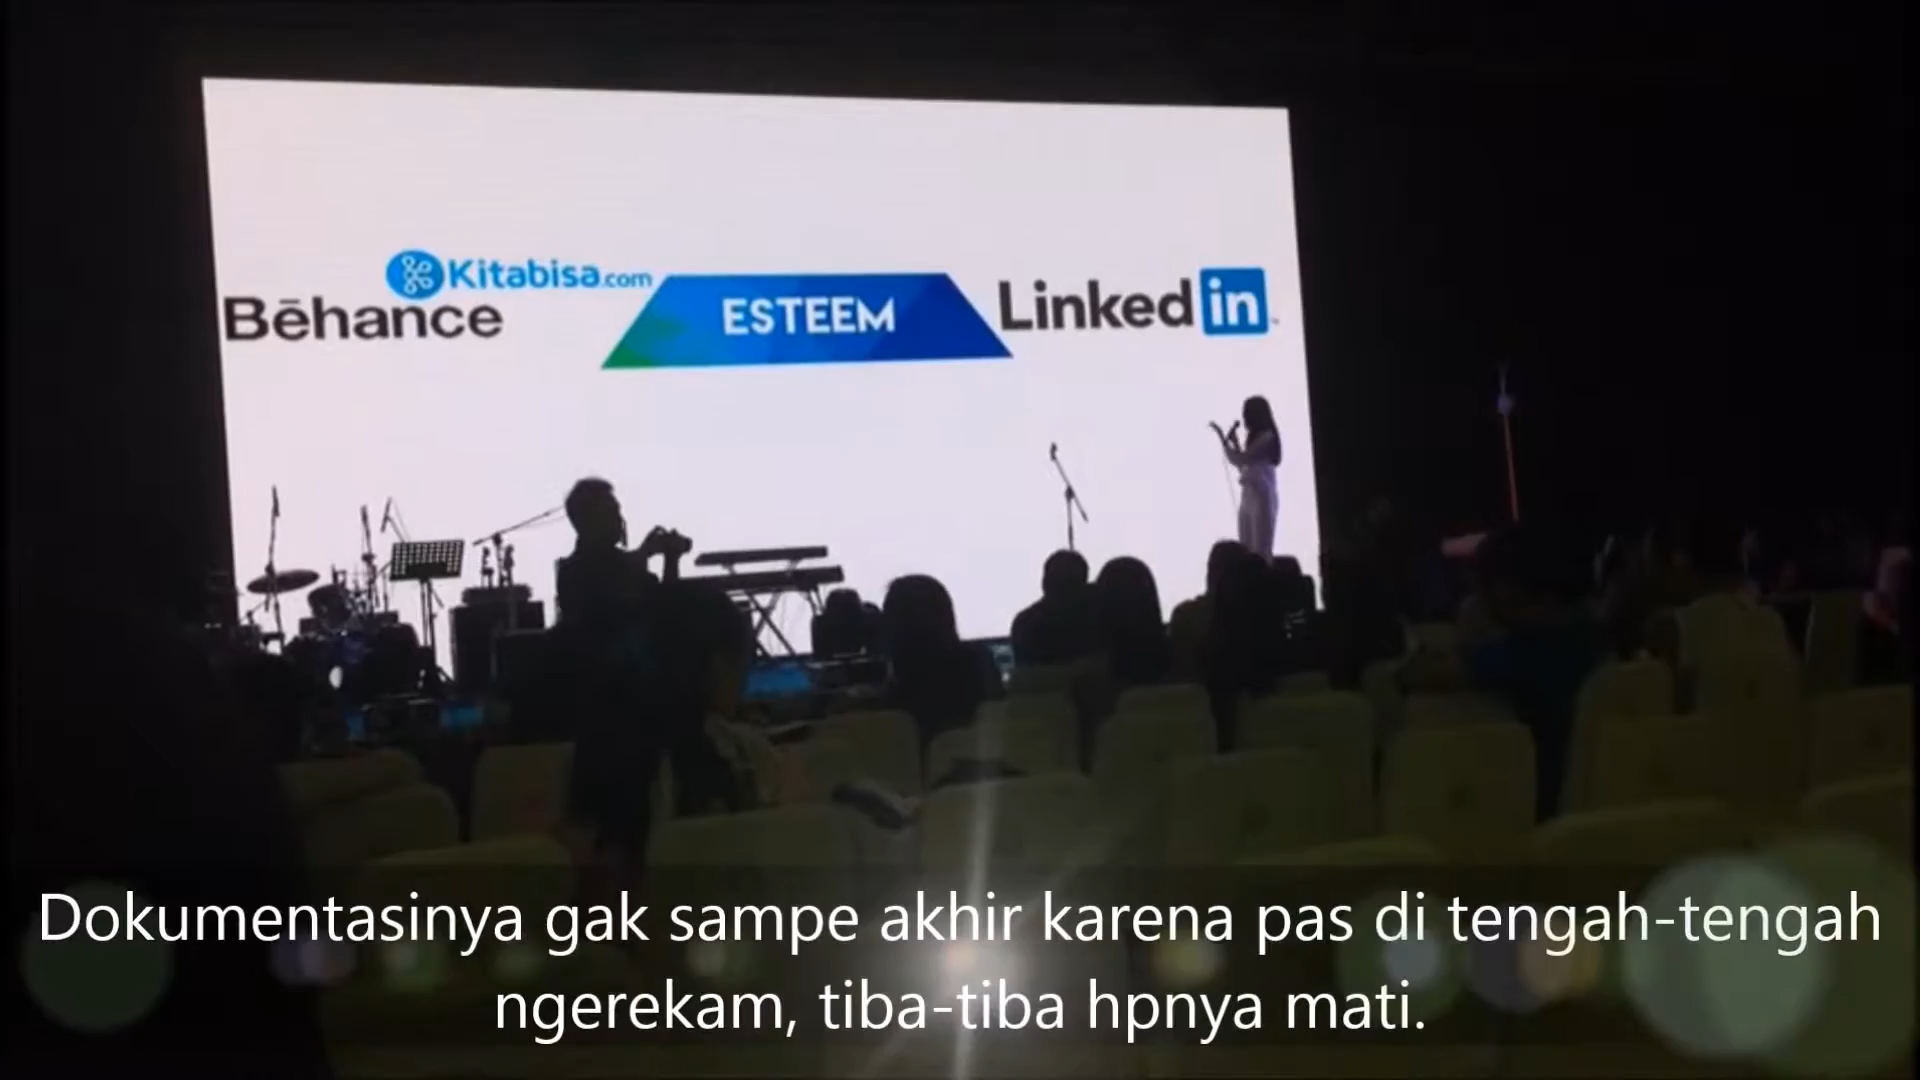 Kitabisa.com
Bēhance
ESTEEM
Linked in
Dokumentasinya gak sampe akhir karena pas di tengah-tengah
ngerekam, tiba-tiba hpnya mati.